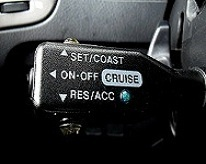 ▲ SET/COAST
◀ ON-OFF CRUISE
▼ RES/ACC